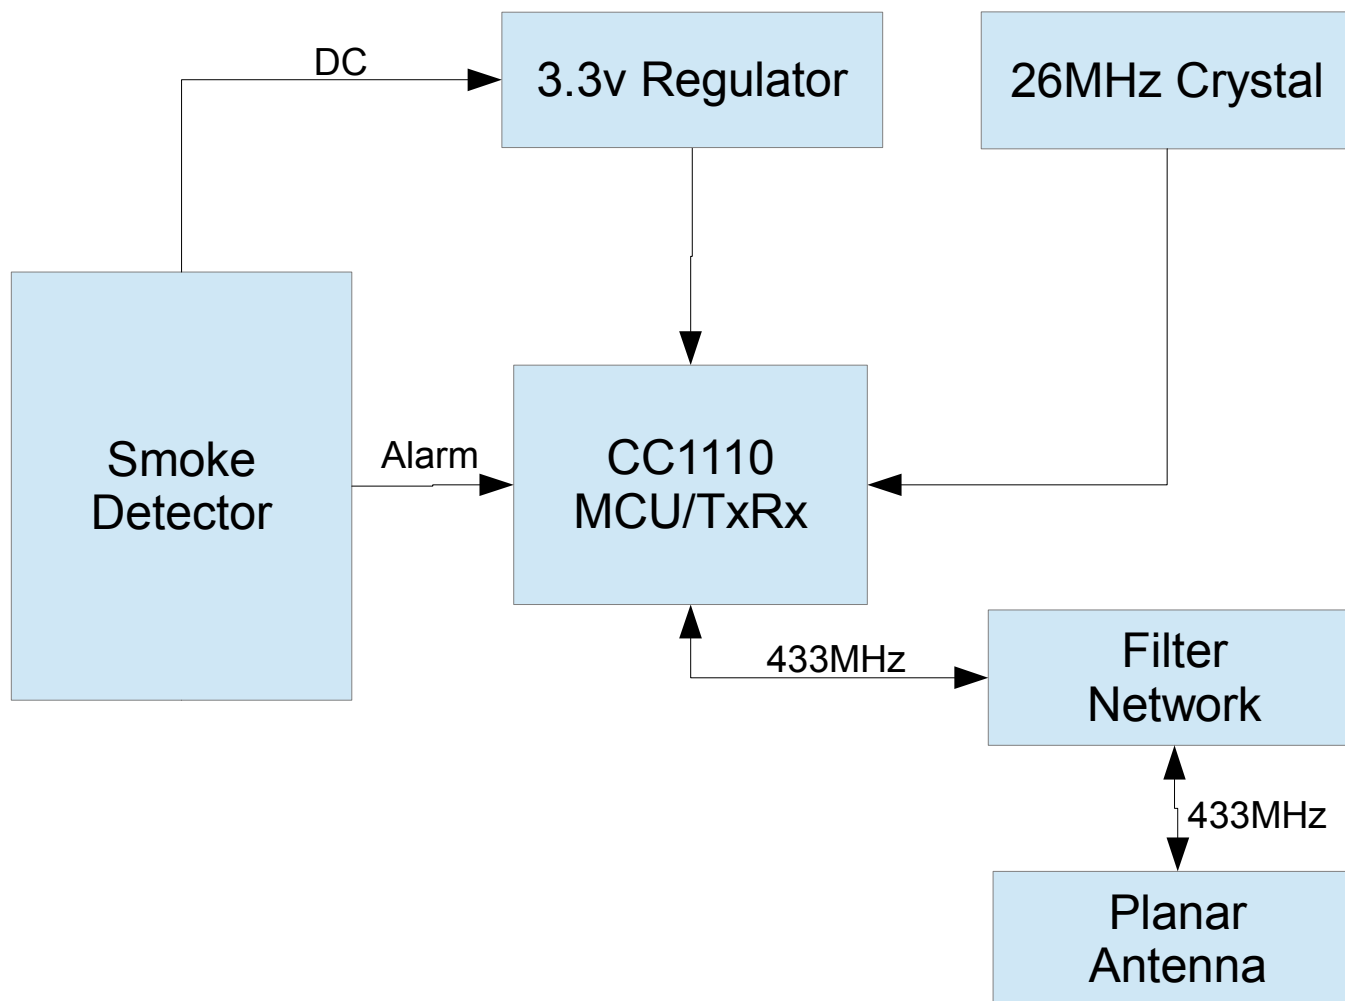 DC
3.3v Regulator
26MHz Crystal
Smoke
Detector
Alarm
CC1110
MCU/TxRx
433MHz
Filter
Network
433MHz
Planar
Antenna